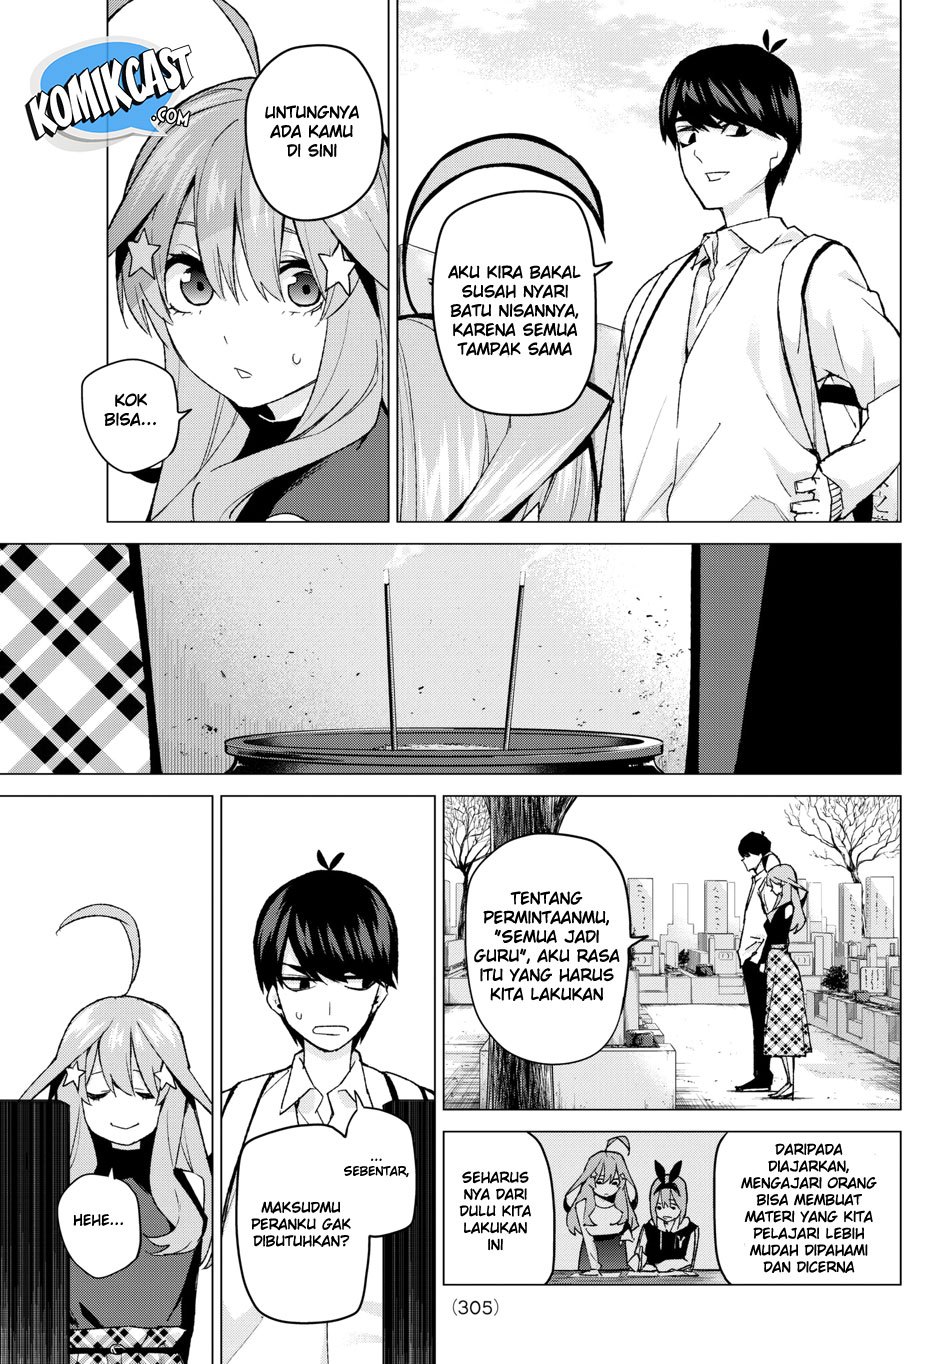 KOMIKCAST
.COM
AKU KIRA BAKAL
SUSAH NYARI
BATU NISANNYA,
KARENA SEMUA
TAMPAK SAMA
UNTUNGNYA
ADA KAMU
DI SINI
KOK
BISA...
TENTANG
PERMINTAANMU,
"SEMUA JADI
GURU", AKU RASA
ITU YANG HARUS
KITA LAKUKAN
DARIPADA
DIAJARKAN,
MENGAJARI ORANG
BISA MEMBUAT
MATERI YANG KITA
PELAJARI LEBIH
MUDAH DIPAHAMI
DAN DICERNA
SEHARUS
NYA DARI
DULU KITA
LAKUKAN
INI
...
SEBENTAR,
MAKSUDMU
PERANKU GAK
DIBUTUHKAN?
HEHE...
(305)